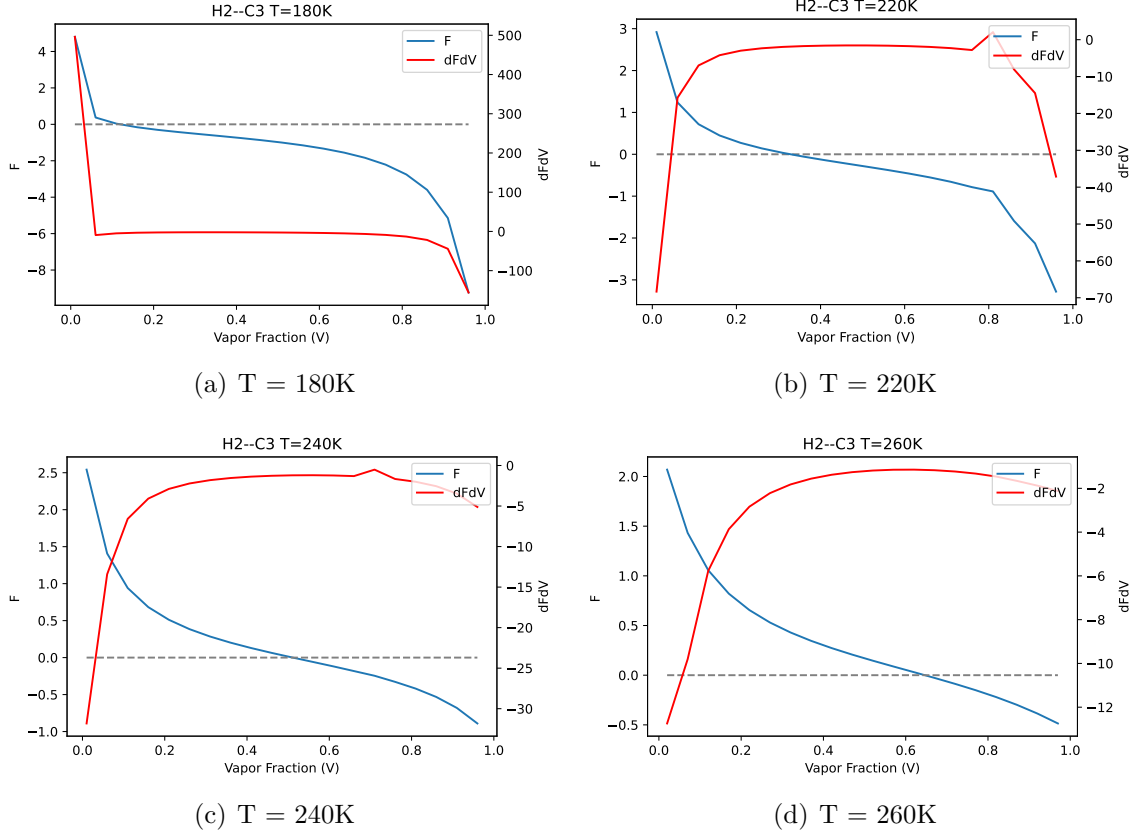 H2--C3 T=180K
F
dFdV
4
2
0
−2
−4
−6
−8
F
500
400
300
200
100
0
−100
dFdV
0.0 0.2 0.4 0.6 0.8 1.0
Vapor Fraction (V)
(a) T = 180K
H2--C3 T=220K
F
dFdV
3
2
1
0
−1
−2
−3
F
0
−10
−20
−30
−40
−50
−60
−70
dFdV
0.0 0.2 0.4 0.6 0.8 1.0
Vapor Fraction (V)
(b) T = 220K
H2--C3 T=240K
F
dFdV
2.5
2.0
1.5
1.0
0.5
0.0
−0.5
−1.0
F
0
−5
−10
−15
−20
−25
−30
dFdV
0.0 0.2 0.4 0.6 0.8 1.0
Vapor Fraction (V)
(c) T = 240K
H2--C3 T=260K
F
dFdV
2.0
1.5
1.0
0.5
0.0
−0.5
F
−2
−4
−6
−8
−10
−12
dFdV
0.0 0.2 0.4 0.6 0.8 1.0
Vapor Fraction (V)
(d) T = 260K